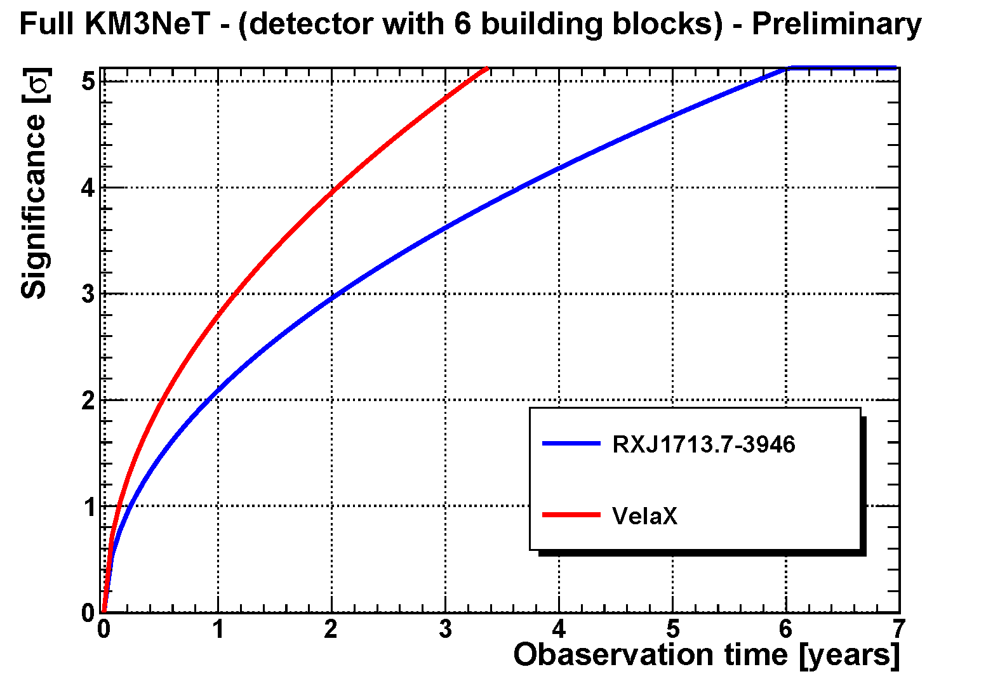 Full KM3NeT - (detector with 6 building blocks) - Preliminary
Significance [σ]
5
4
3
2
1
0
RXJ1713.7-3946
VelaX
0 1 2 3 4 5 6 7
Obaservation time [years]